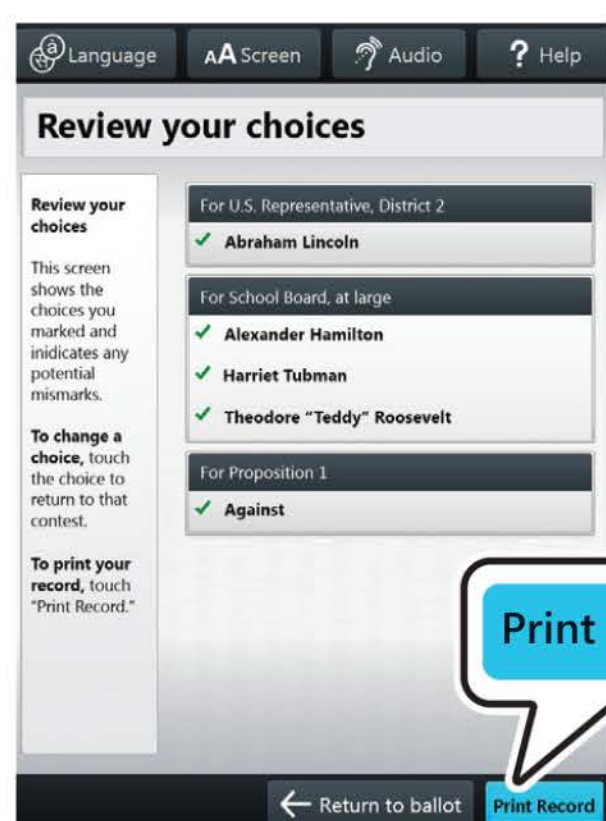 Language AA Screen Audio ? Help
Review your choices
Review your
choices
This screen
shows the
choices you
marked and
inidicates any
potential
mismarks.
To change a
choice, touch
the choice to
return to that
contest.
To print your
record, touch
"Print Record."
For U.S. Representative, District 2
Abraham Lincoln
For School Board, at large
Alexander Hamilton
Harriet Tubman
Theodore "Teddy" Roosevelt
For Proposition 1
Against
Print
Return to ballot Print Record